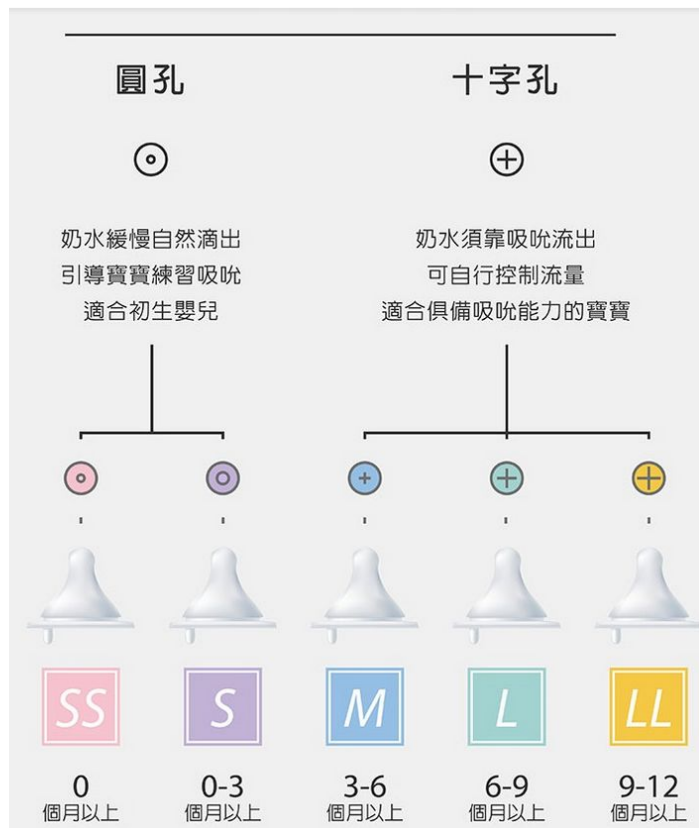 圓孔
十字孔
奶水緩慢自然滴出
引導寶寶練習吸吮
適合初生嬰兒
奶水須靠吸吮流出
可自行控制流量
適合俱備吸吮能力的寶寶
SS
S
M
L
LL
0
個月以上
0-3
個月以上
3-6
個月以上
6-9
個月以上
9-12
個月以上